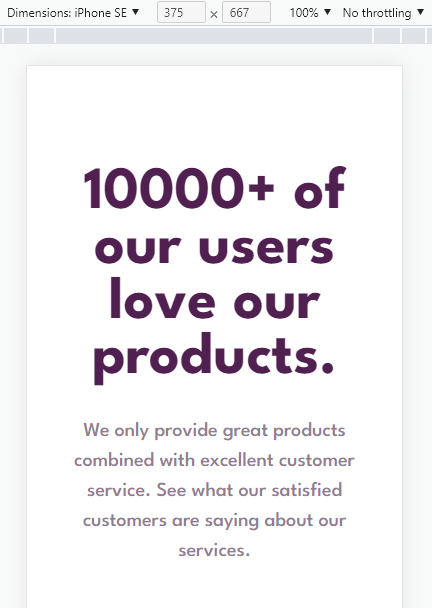 Dimensions: iPhone SE ▼ 375 × 667 100% ▼ No throttling ▼
10000+ of
our users
love our
products.
We only provide great products
combined with excellent customer
service. See what our satisfied
customers are saying about our
services.